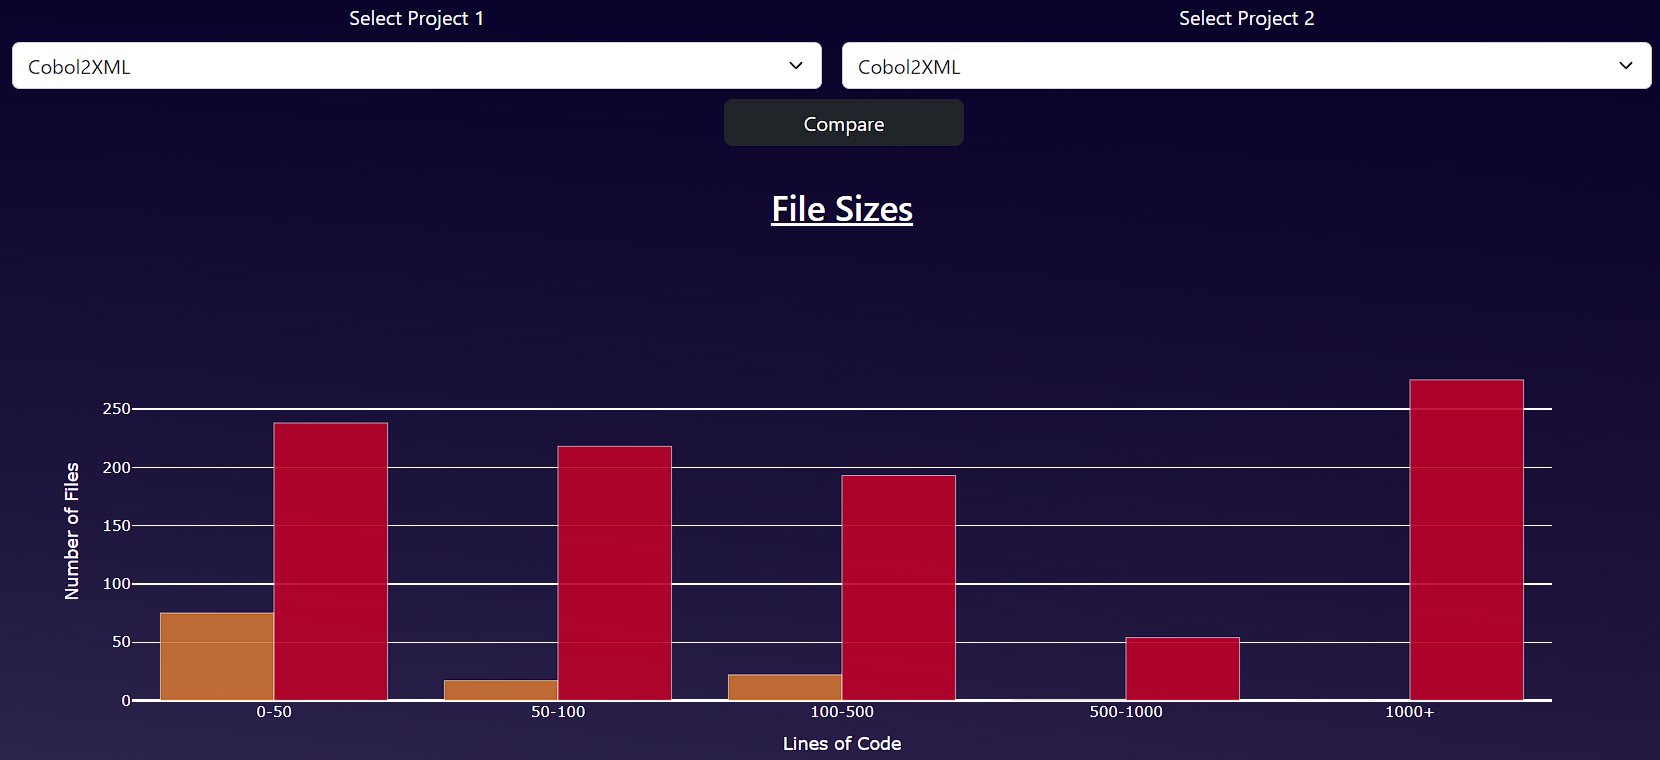 Select Project 1
Select Project 2
Cobol2XML
Cobol2XML
Compare
File Sizes
Number of Files
250
200
150
100
50
0
0-50
50-100
100-500
500-1000
1000+
Lines of Code